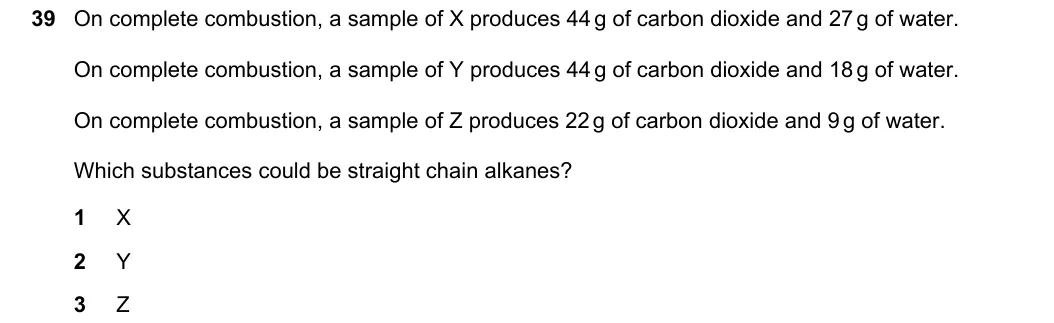 39 On complete combustion, a sample of X produces 44 g of carbon dioxide and 27 g of water.
On complete combustion, a sample of Y produces 44 g of carbon dioxide and 18 g of water.
On complete combustion, a sample of Z produces 22 g of carbon dioxide and 9 g of water.
Which substances could be straight chain alkanes?
1 X
2 Y
3 Z